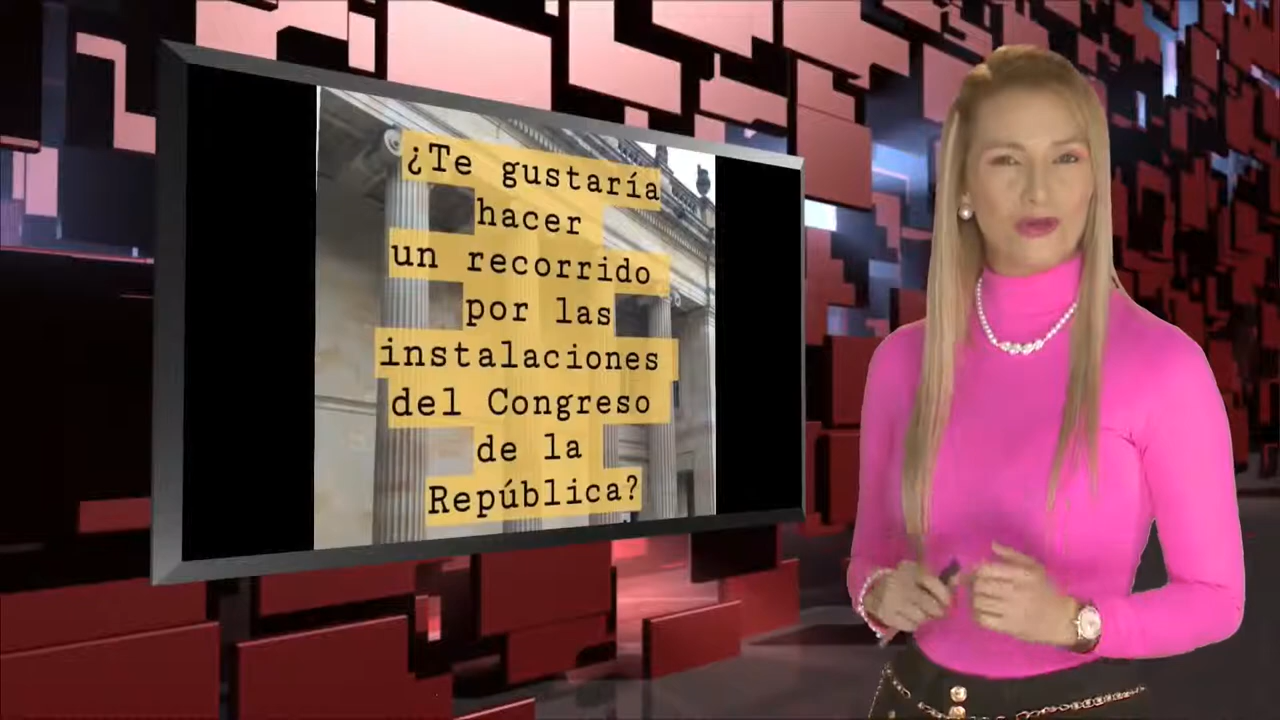 ¿Te gustaría
hacer
un recorrido
por las
instalaciones
del Congreso
de la
República?